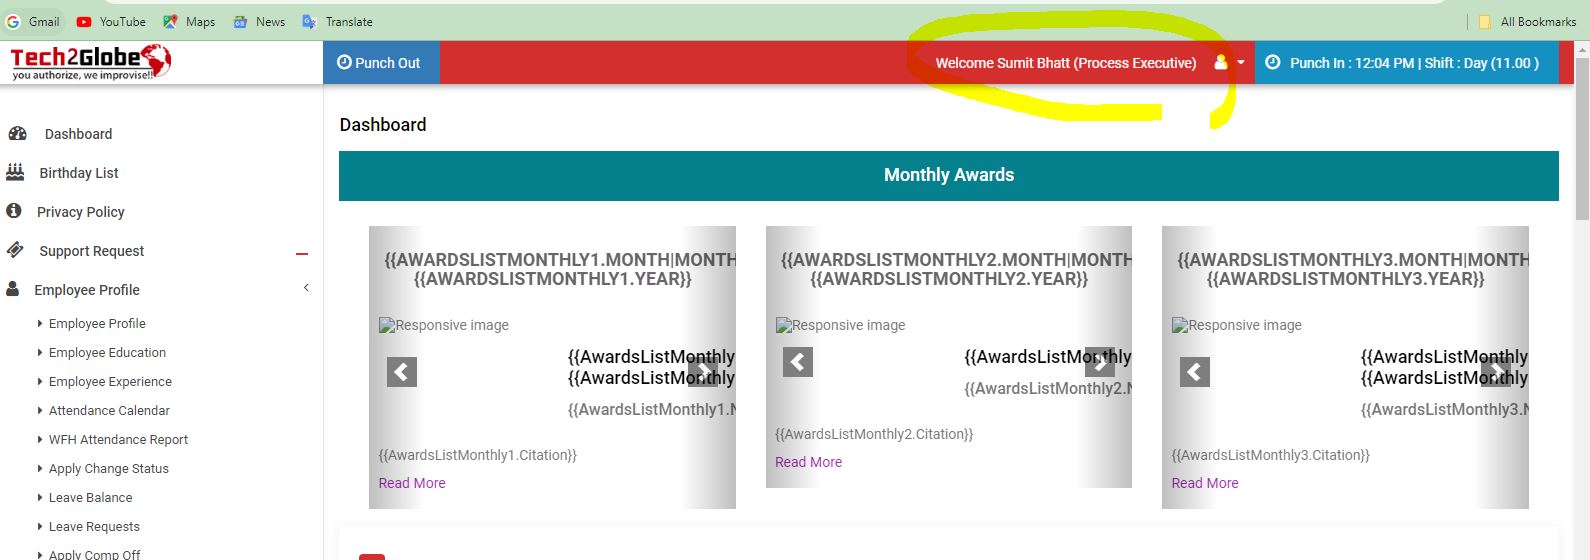 Gmail YouTube Maps News Translate All Bookmarks
Tech2Globe
you authorize, we improvise!!
Punch Out Welcome Sumit Bhatt (Process Executive) Punch In : 12:04 PM | Shift : Day (11.00 )
Dashboard
Birthday List
Privacy Policy
Support Request
Employee Profile
Employee Profile
Employee Education
Employee Experience
Attendance Calendar
WFH Attendance Report
Apply Change Status
Leave Balance
Leave Requests
Apply Comp Off
Dashboard
Monthly Awards
{{AWARDSLISTMONTHLY1.MONTH|MONTH
{{AWARDSLISTMONTHLY1.YEAR}}
Responsive image
{{AwardsListMonthly
{{AwardsListMonthly
{{AwardsListMonthly1.N
{{AwardsListMonthly1.Citation}}
Read More
{{AWARDSLISTMONTHLY2.MONTH|MONTH
{{AWARDSLISTMONTHLY2.YEAR}}
Responsive image
{{AwardsListMonthly
{{AwardsListMonthly2.N
{{AwardsListMonthly2.Citation}}
Read More
{{AWARDSLISTMONTHLY3.MONTH|MONTH
{{AWARDSLISTMONTHLY3.YEAR}}
Responsive image
{{AwardsListMonthly
{{AwardsListMonthly
{{AwardsListMonthly3.N
{{AwardsListMonthly3.Citation}}
Read More